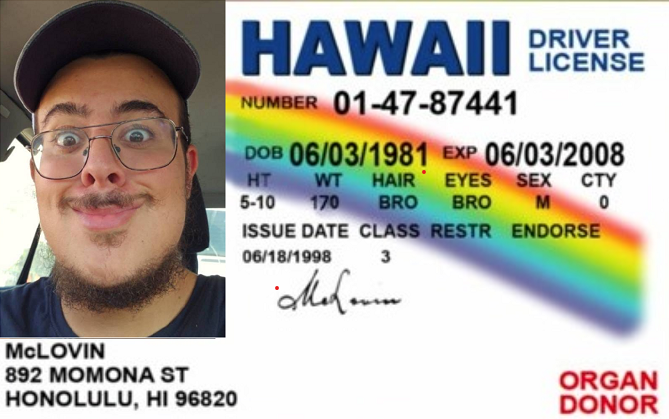 HAWAII DRIVER
LICENSE
NUMBER 01-47-87441
DOB 06/03/1981 EXP 06/03/2008
HT WT HAIR EYES SEX CTY
5-10 170 BRO BRO M 0
ISSUE DATE CLASS RESTR ENDORSE
06/18/1998 3
McLovin
McLOVIN
892 MOMONA ST
HONOLULU, HI 96820
ORGAN
DONOR